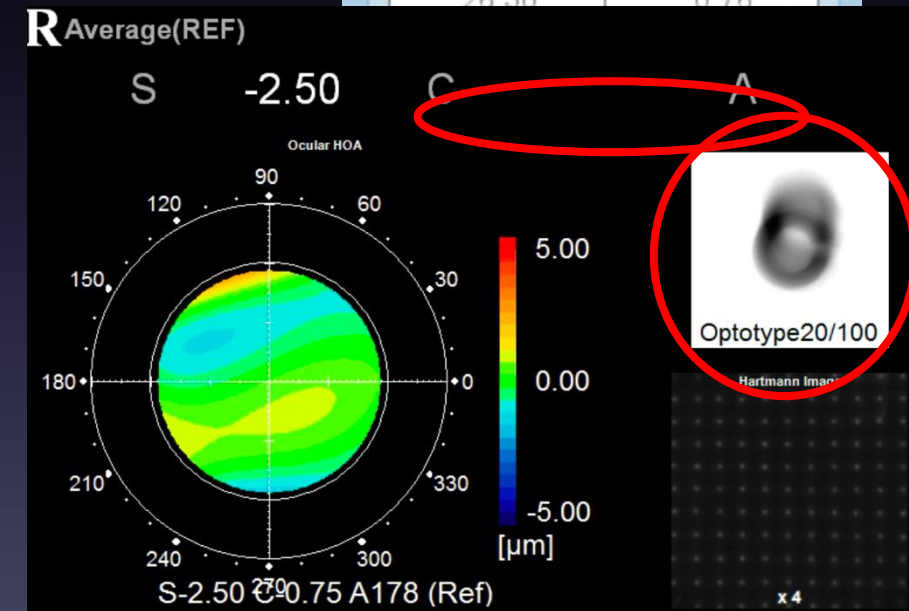 R Average(REF)
S -2.50 C A
Ocular HOA
90
120 60
150 30
180 0
210 330
240 300
270
5.00
0.00
-5.00
[µm]
Optotype20/100
Hartmann Image
x 4
S-2.50 C-0.75 A178 (Ref)